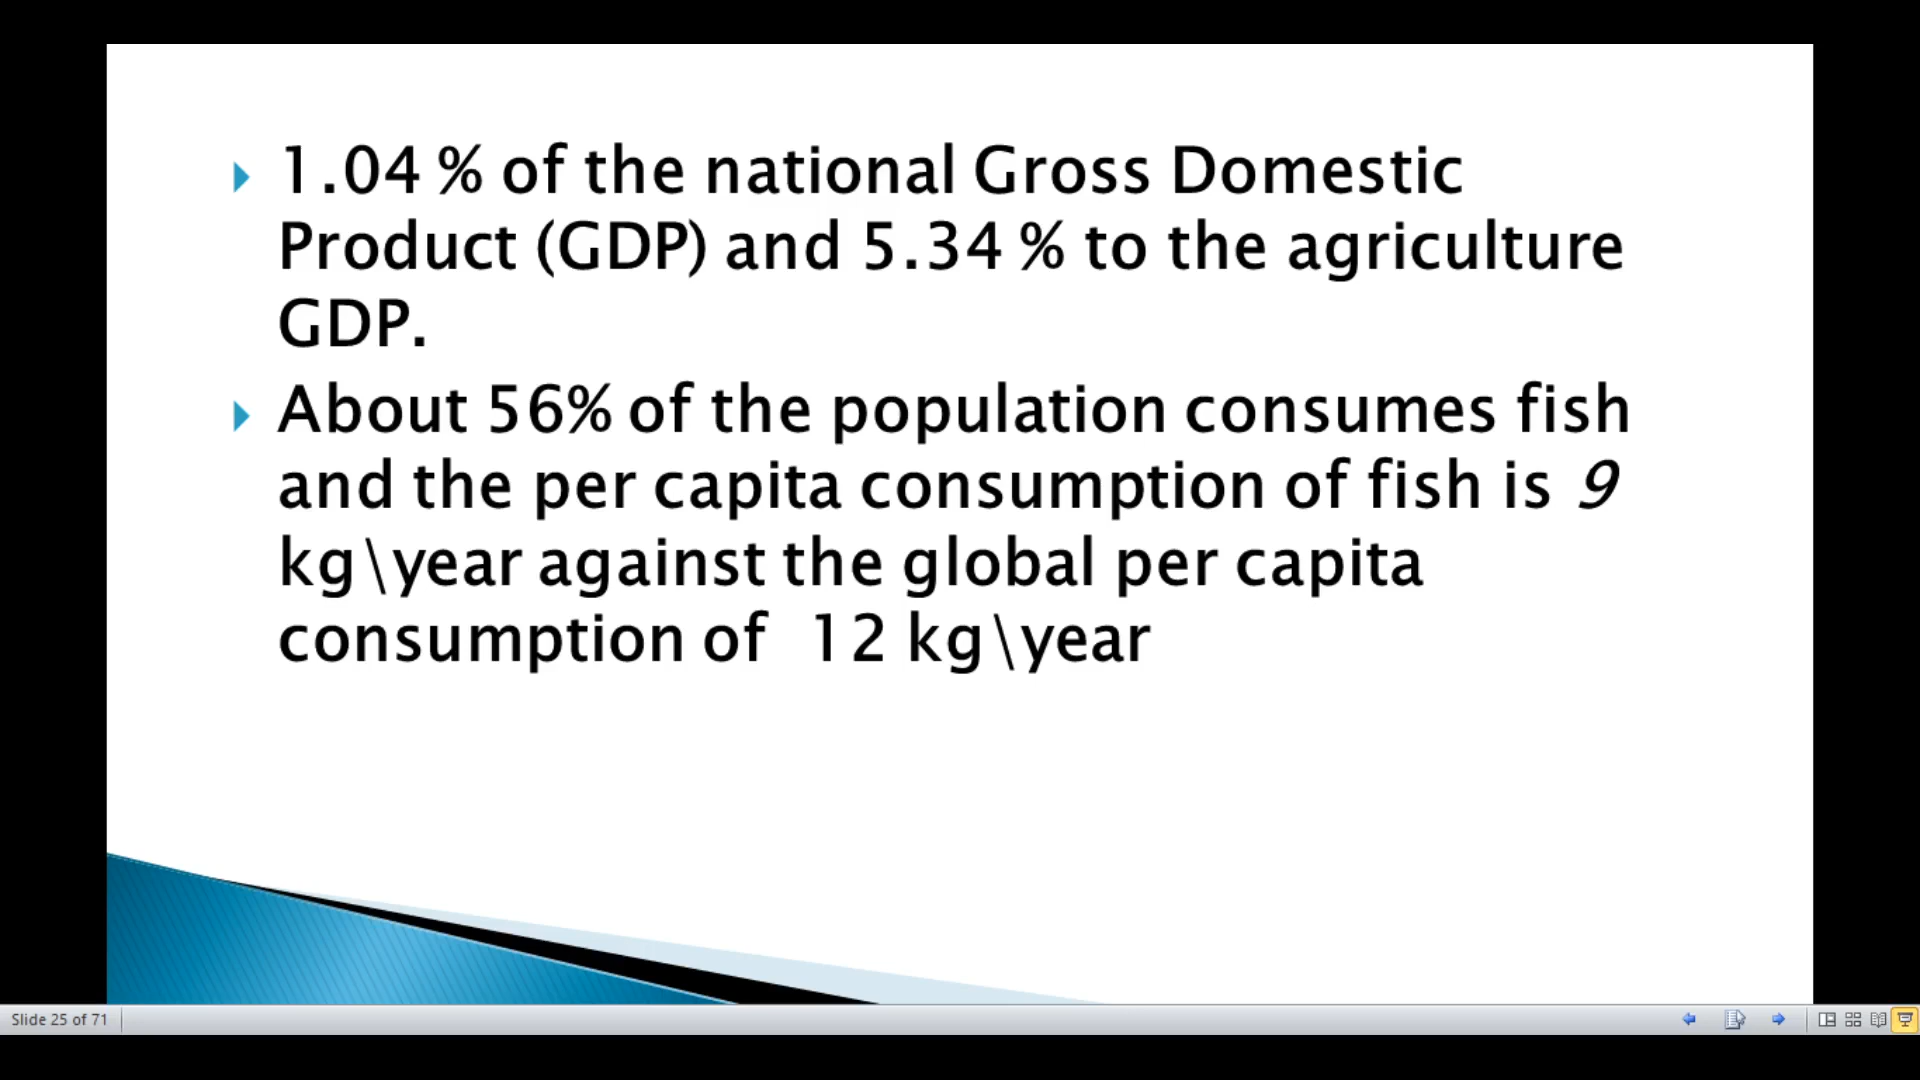 1.04 % of the national Gross Domestic
Product (GDP) and 5.34 % to the agriculture
GDP.
About 56% of the population consumes fish
and the per capita consumption of fish is 9
kg\year against the global per capita
consumption of  12 kg\year
Slide 25 of 71